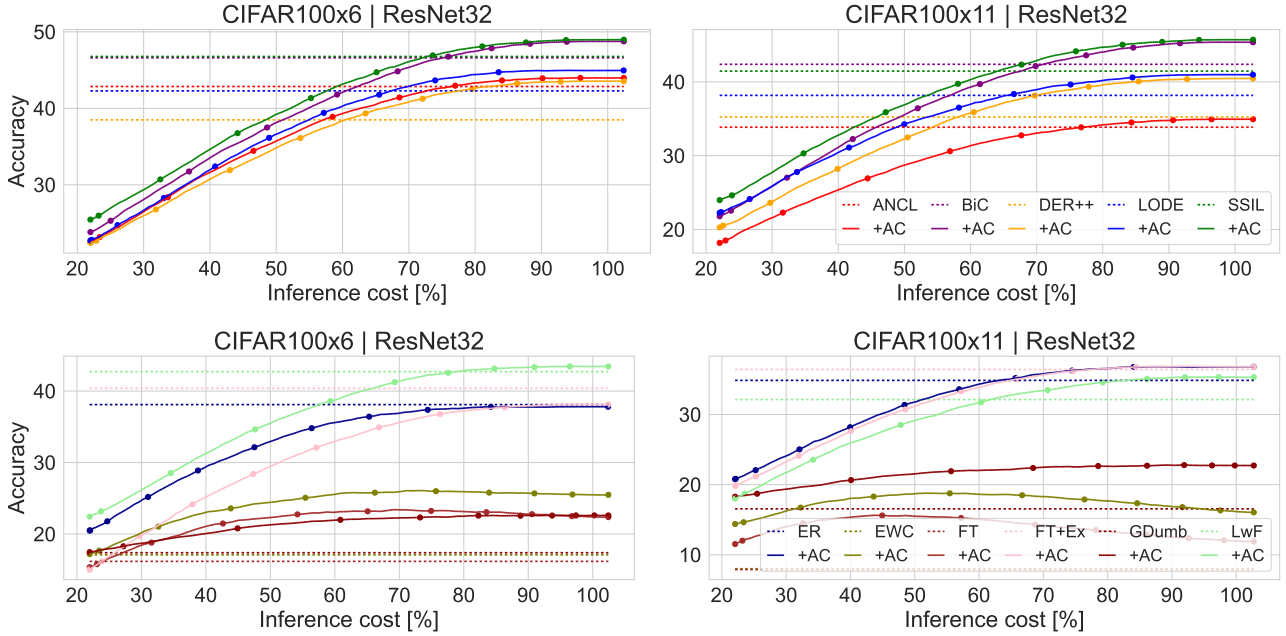 CIFAR100x6 | ResNet32
CIFAR100x11 | ResNet32
50
40
30
Accuracy
20 30 40 50 60 70 80 90 100
Inference cost [%]
40
30
20
20 30 40 50 60 70 80 90 100
Inference cost [%]
ANCL BiC DER++ LODE SSIL
+AC +AC +AC +AC +AC
CIFAR100x6 | ResNet32
CIFAR100x11 | ResNet32
40
30
20
Accuracy
20 30 40 50 60 70 80 90 100
Inference cost [%]
30
20
10
20 30 40 50 60 70 80 90 100
Inference cost [%]
ER EWC FT FT+Ex GDumb LwF
+AC +AC +AC +AC +AC +AC